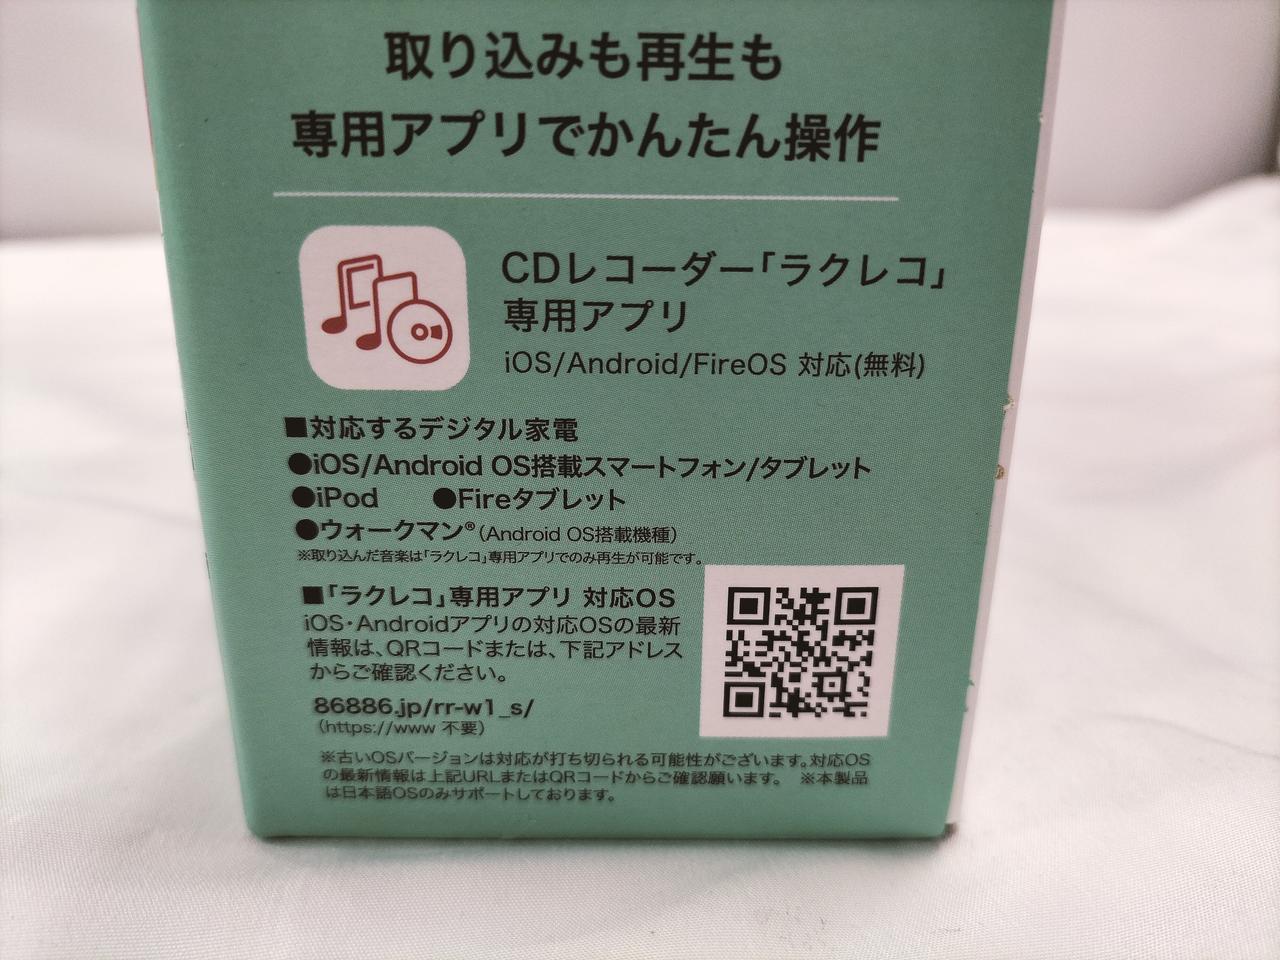 取り込みも再生も
専用アプリでかんたん操作
CDレコーダー「ラクレコ」
専用アプリ
iOS/Android/FireOS 対応(無料)
■対応するデジタル家電
●iOS/Android OS搭載スマートフォン/タブレット
●iPod ●Fireタブレット
●ウォークマン®(Android OS搭載機種)
※取り込んだ音楽は「ラクレコ」専用アプリでのみ再生が可能です。
■「ラクレコ」専用アプリ 対応OS
iOS・Androidアプリの対応OSの最新
情報は、QRコードまたは、下記アドレス
からご確認ください。
86886.jp/rr-w1_s/
(https://www 不要)
※古いOSバージョンは対応が打ち切られる可能性がございます。対応OS
の最新情報は上記URLまたはQRコードからご確認願います。 ※本製品
は日本語OSのみサポートしております。